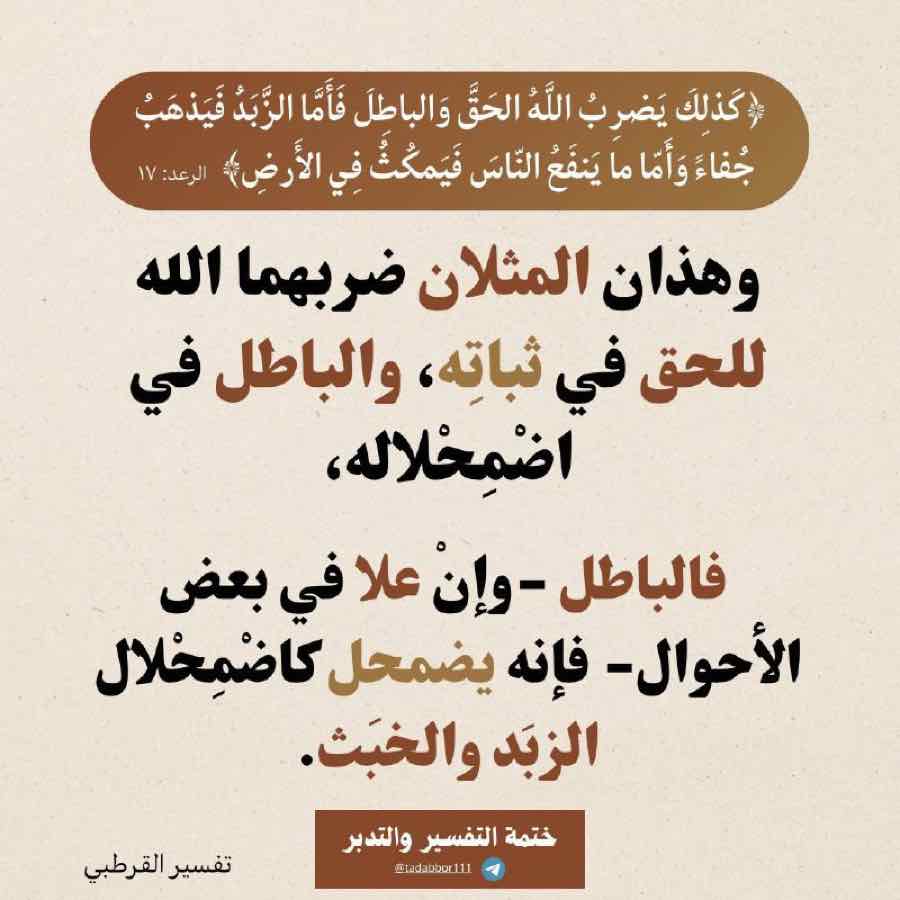 ﴿كَذلِكَ يَضرِبُ اللَّهُ الحَقَّ وَالباطِلَ فَأَمَّا الزَّبَدُ فَيَذهَبُ
جُفاءً وَأَمّا ما يَنفَعُ النّاسَ فَيَمكُثُ فِي الأَرضِ﴾ الرعد: ١٧
وهذان المثلان ضربهما الله
للحق في ثباتِه، والباطل في
اضْمِحْلاله،
فالباطل -وإنْ علا في بعض
الأحوال- فإنه يضمحل كاضْمِحْلال
الزبَد والخبَث.
ختمة التفسير والتدبر
@tadabbor111
تفسير القرطبي